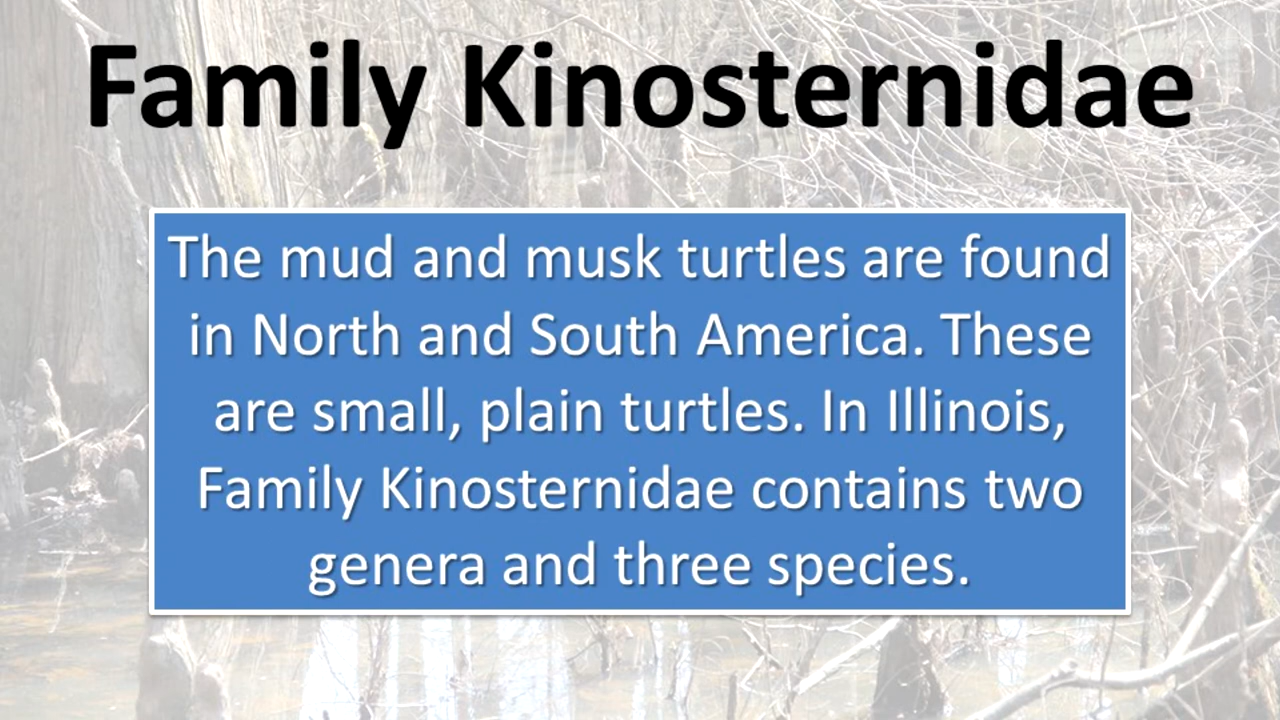 Family Kinosternidae
The mud and musk turtles are found
in North and South America. These
are small, plain turtles. In Illinois,
Family Kinosternidae contains two
genera and three species.